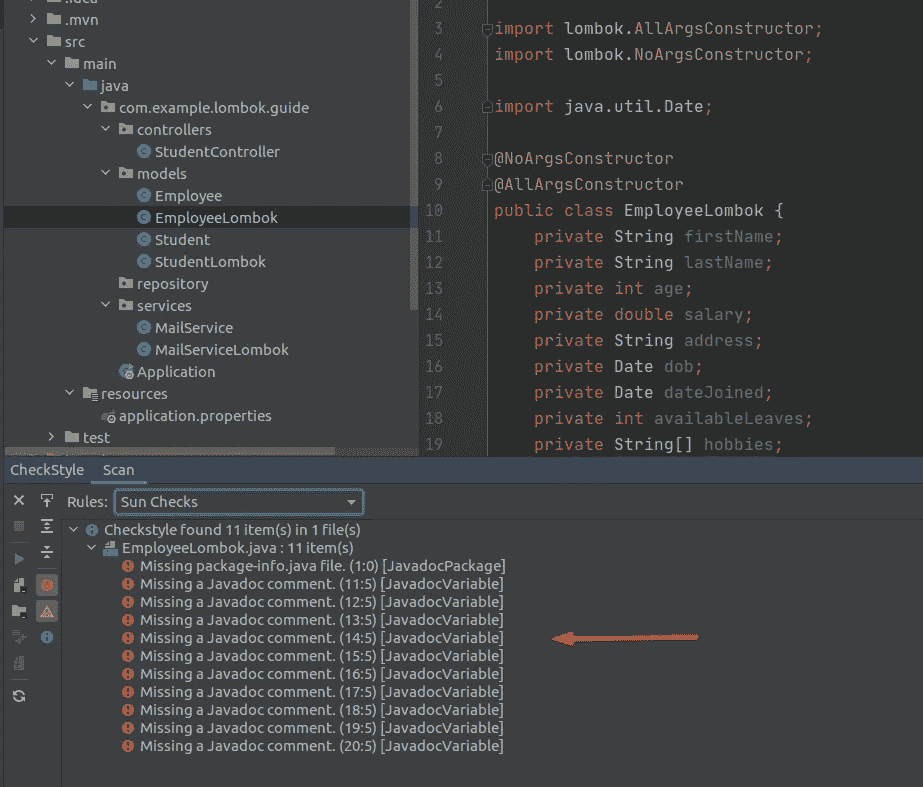 .mvn
src
main
java
com.example.lombok.guide
controllers
StudentController
models
Employee
EmployeeLombok
Student
StudentLombok
repository
services
MailService
MailServiceLombok
Application
resources
application.properties
test
2
3 import lombok.AllArgsConstructor;
4 import lombok.NoArgsConstructor;
5
6 import java.util.Date;
7
8 @NoArgsConstructor
9 @AllArgsConstructor
10 public class EmployeeLombok {
11 private String firstName;
12 private String lastName;
13 private int age;
14 private double salary;
15 private String address;
16 private Date dob;
17 private Date dateJoined;
18 private int availableLeaves;
19 private String[] hobbies;
CheckStyle Scan
Rules: Sun Checks
Checkstyle found 11 item(s) in 1 file(s)
EmployeeLombok.java : 11 item(s)
Missing package-info.java file. (1:0) [JavadocPackage]
Missing a Javadoc comment. (11:5) [JavadocVariable]
Missing a Javadoc comment. (12:5) [JavadocVariable]
Missing a Javadoc comment. (13:5) [JavadocVariable]
Missing a Javadoc comment. (14:5) [JavadocVariable]
Missing a Javadoc comment. (15:5) [JavadocVariable]
Missing a Javadoc comment. (16:5) [JavadocVariable]
Missing a Javadoc comment. (17:5) [JavadocVariable]
Missing a Javadoc comment. (18:5) [JavadocVariable]
Missing a Javadoc comment. (19:5) [JavadocVariable]
Missing a Javadoc comment. (20:5) [JavadocVariable]